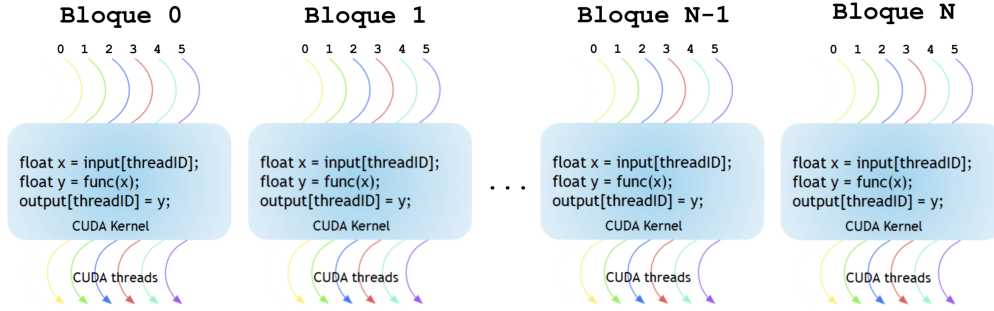 Bloque 0
0 1 2 3 4 5
float x = input[threadID];
float y = func(x);
output[threadID] = y;
CUDA Kernel
CUDA threads
Bloque 1
0 1 2 3 4 5
float x = input[threadID];
float y = func(x);
output[threadID] = y;
CUDA Kernel
CUDA threads
...
Bloque N-1
0 1 2 3 4 5
float x = input[threadID];
float y = func(x);
output[threadID] = y;
CUDA Kernel
CUDA threads
Bloque N
0 1 2 3 4 5
float x = input[threadID];
float y = func(x);
output[threadID] = y;
CUDA Kernel
CUDA threads